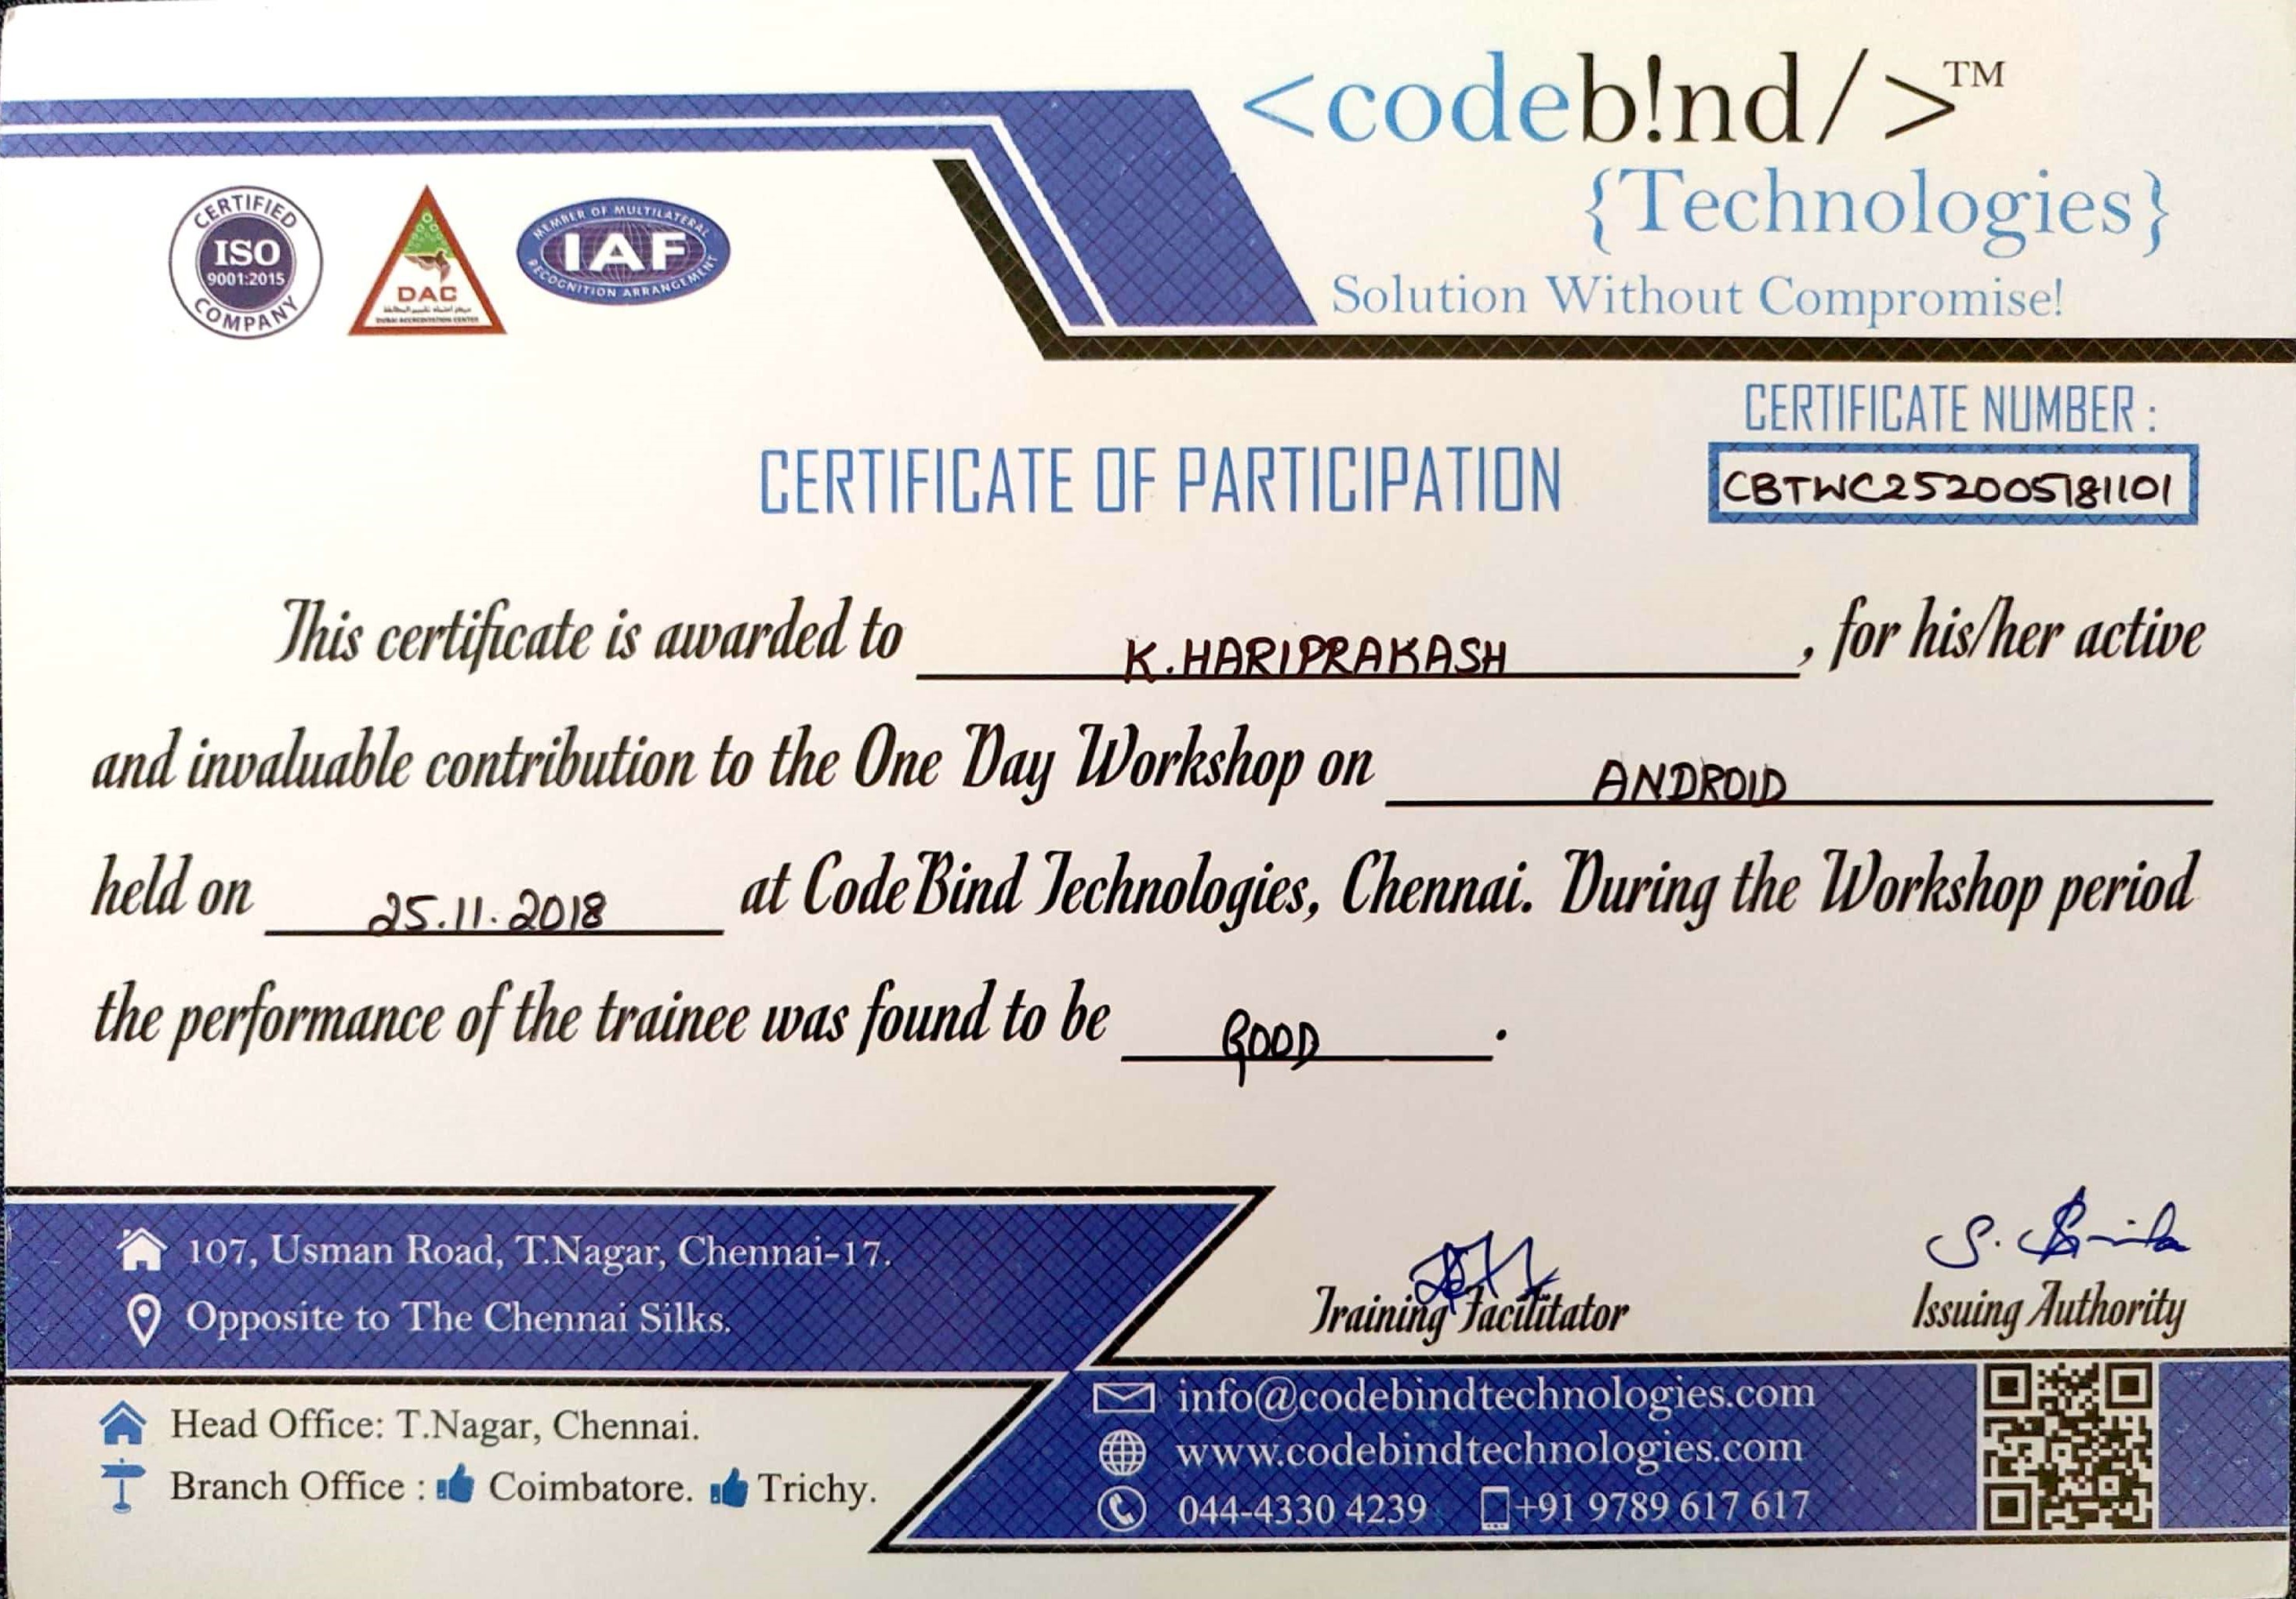 <codeb!nd/>™
{Technologies}
Solution Without Compromise!
CERTIFIED
ISO
9001:2015
COMPANY
DAC
DUBAI ACCREDITATION CENTER
MEMBER OF MULTILATERAL
IAF
RECOGNITION ARRANGEMENT
CERTIFICATE NUMBER :
CBTWC252005181101
CERTIFICATE OF PARTICIPATION
This certificate is awarded to K.HARIPRAKASH, for his/her active
and invaluable contribution to the One Day Workshop on ANDROID
held on 25.11.2018 at CodeBind Technologies, Chennai. During the Workshop period
the performance of the trainee was found to be GOOD.
107, Usman Road, T.Nagar, Chennai-17.
Opposite to The Chennai Silks.
Training Facilitator
Issuing Authority
Head Office: T.Nagar, Chennai.
Branch Office : Coimbatore. Trichy.
info@codebindtechnologies.com
www.codebindtechnologies.com
044-4330 4239 +91 9789 617 617